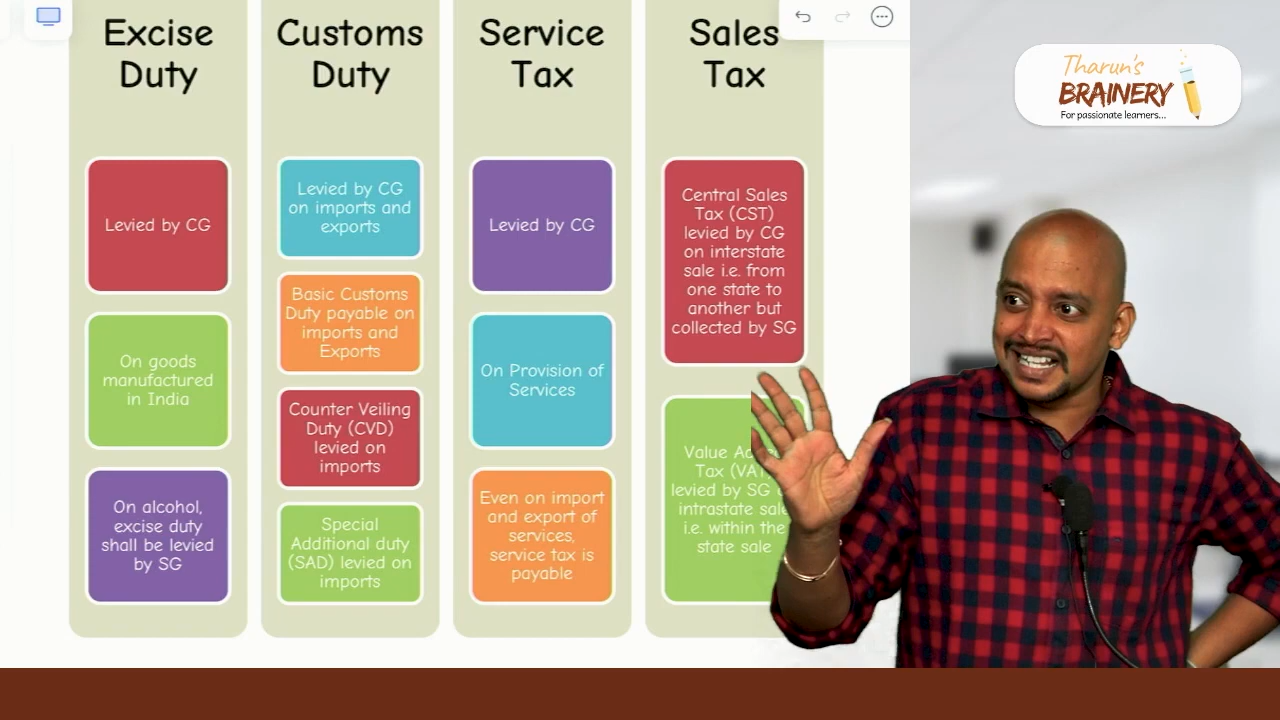 Excise
Duty
Levied by CG
On goods
manufactured
in India
On alcohol,
excise duty
shall be levied
by SG
Customs
Duty
Levied by CG
on imports and
exports
Basic Customs
Duty payable on
imports and
Exports
Counter Veiling
Duty (CVD)
levied on
imports
Special
Additional duty
(SAD) levied on
imports
Service
Tax
Levied by CG
On Provision of
Services
Even on import
and export of
services,
service tax is
payable
Sales
Tax
Central Sales
Tax (CST)
levied by CG
on interstate
sale i.e. from
one state to
another but
collected by SG
Value
Tax (VAT
levied by SG
intrastate sale
i.e. within the
state sale
Tharun's
BRAINERY
For passionate learners...